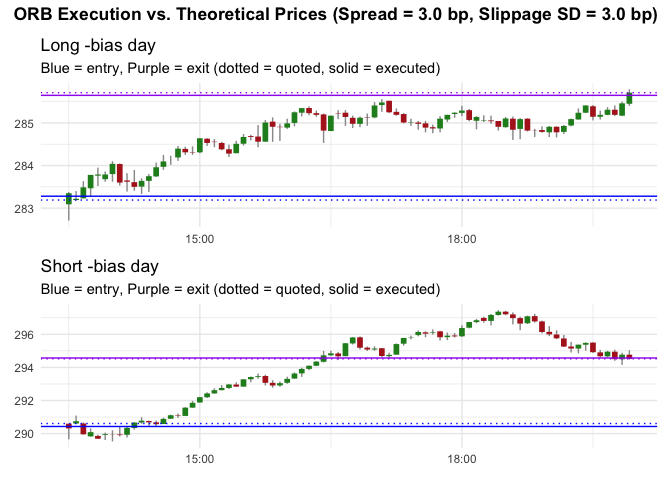 ORB Execution vs. Theoretical Prices (Spread = 3.0 bp, Slippage SD = 3.0 bp)
Long -bias day
Blue = entry, Purple = exit (dotted = quoted, solid = executed)
285
284
283
15:00
18:00
Short -bias day
Blue = entry, Purple = exit (dotted = quoted, solid = executed)
296
294
292
290
15:00
18:00